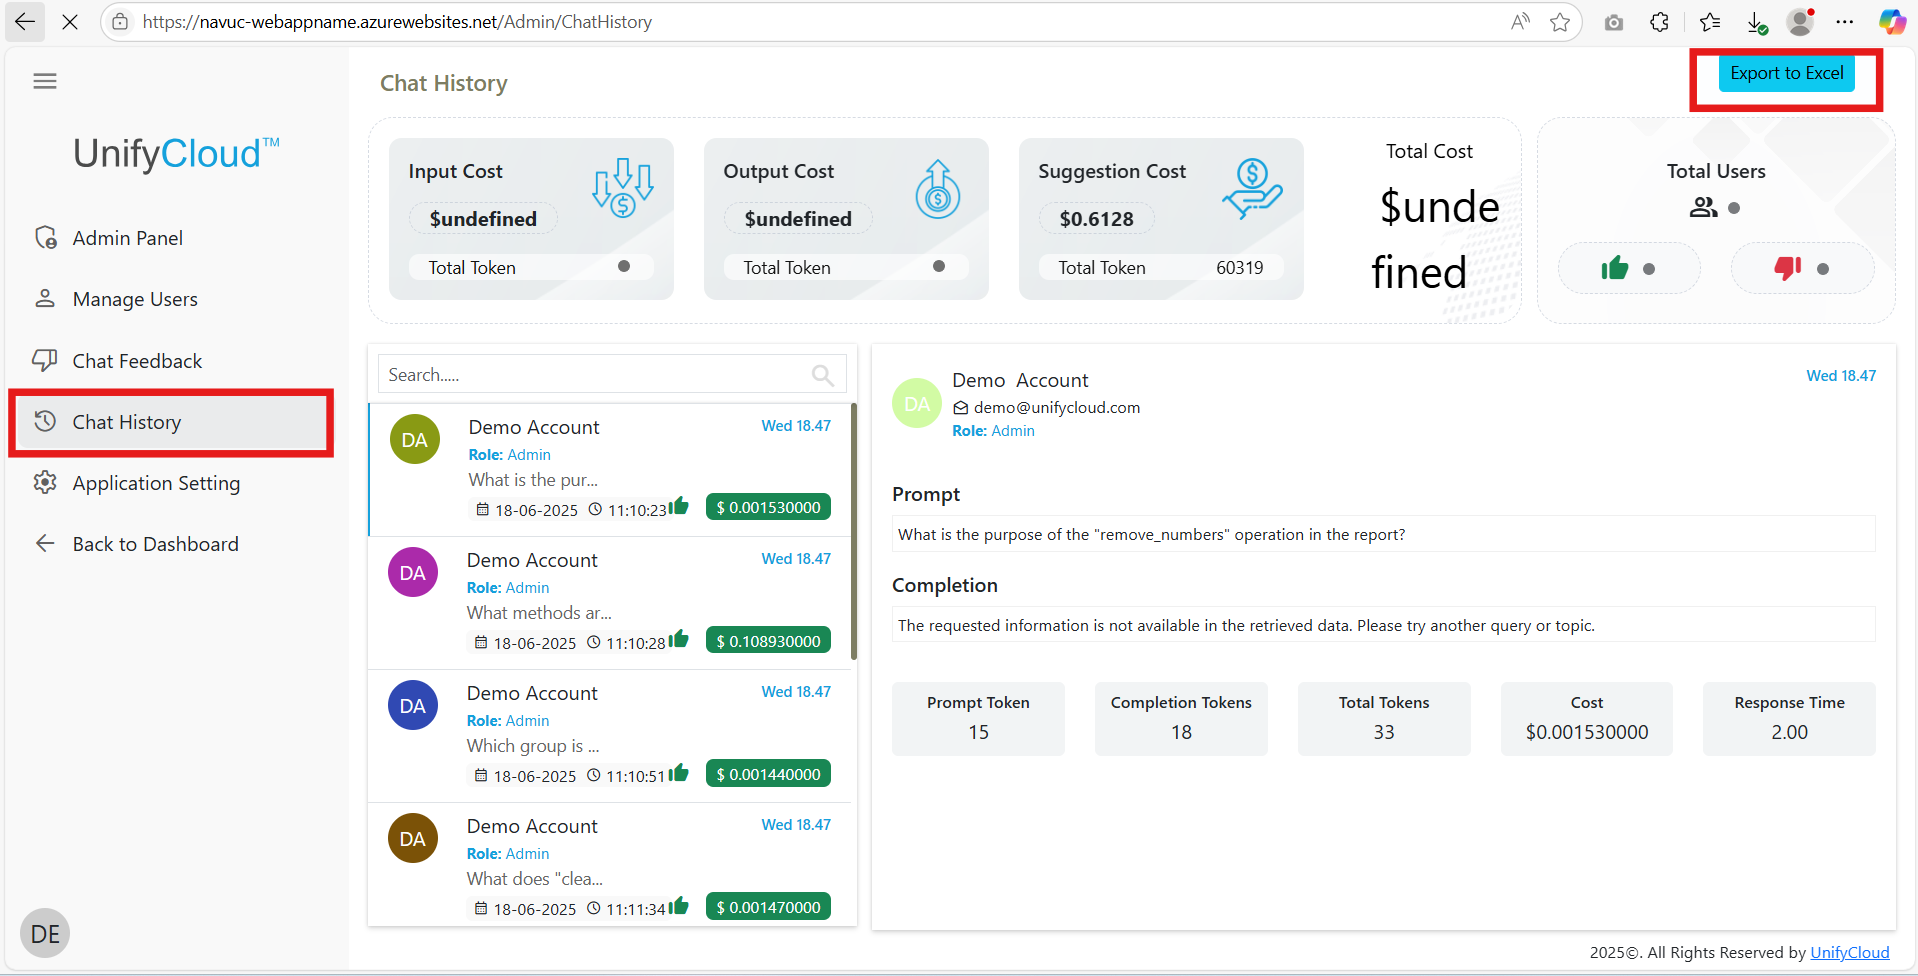 https://navuc-webappname.azurewebsites.net/Admin/ChatHistory
UnifyCloud™
Admin Panel
Manage Users
Chat Feedback
Chat History
Application Setting
Back to Dashboard
DE
Chat History
Export to Excel
Input Cost
$undefined
Total Token
Output Cost
$undefined
Total Token
Suggestion Cost
$0.6128
Total Token 60319
Total Cost
$unde
fined
Total Users
Search.....
DA
Demo Account
Wed 18.47
Role: Admin
What is the pur...
18-06-2025 11:10:23
$ 0.001530000
DA
Demo Account
Wed 18.47
Role: Admin
What methods ar...
18-06-2025 11:10:28
$ 0.108930000
DA
Demo Account
Wed 18.47
Role: Admin
Which group is ...
18-06-2025 11:10:51
$ 0.001440000
DA
Demo Account
Wed 18.47
Role: Admin
What does "clea...
18-06-2025 11:11:34
$ 0.001470000
DA
Demo Account
Wed 18.47
demo@unifycloud.com
Role: Admin
Prompt
What is the purpose of the "remove_numbers" operation in the report?
Completion
The requested information is not available in the retrieved data. Please try another query or topic.
Prompt Token
15
Completion Tokens
18
Total Tokens
33
Cost
$0.001530000
Response Time
2.00
2025©. All Rights Reserved by UnifyCloud